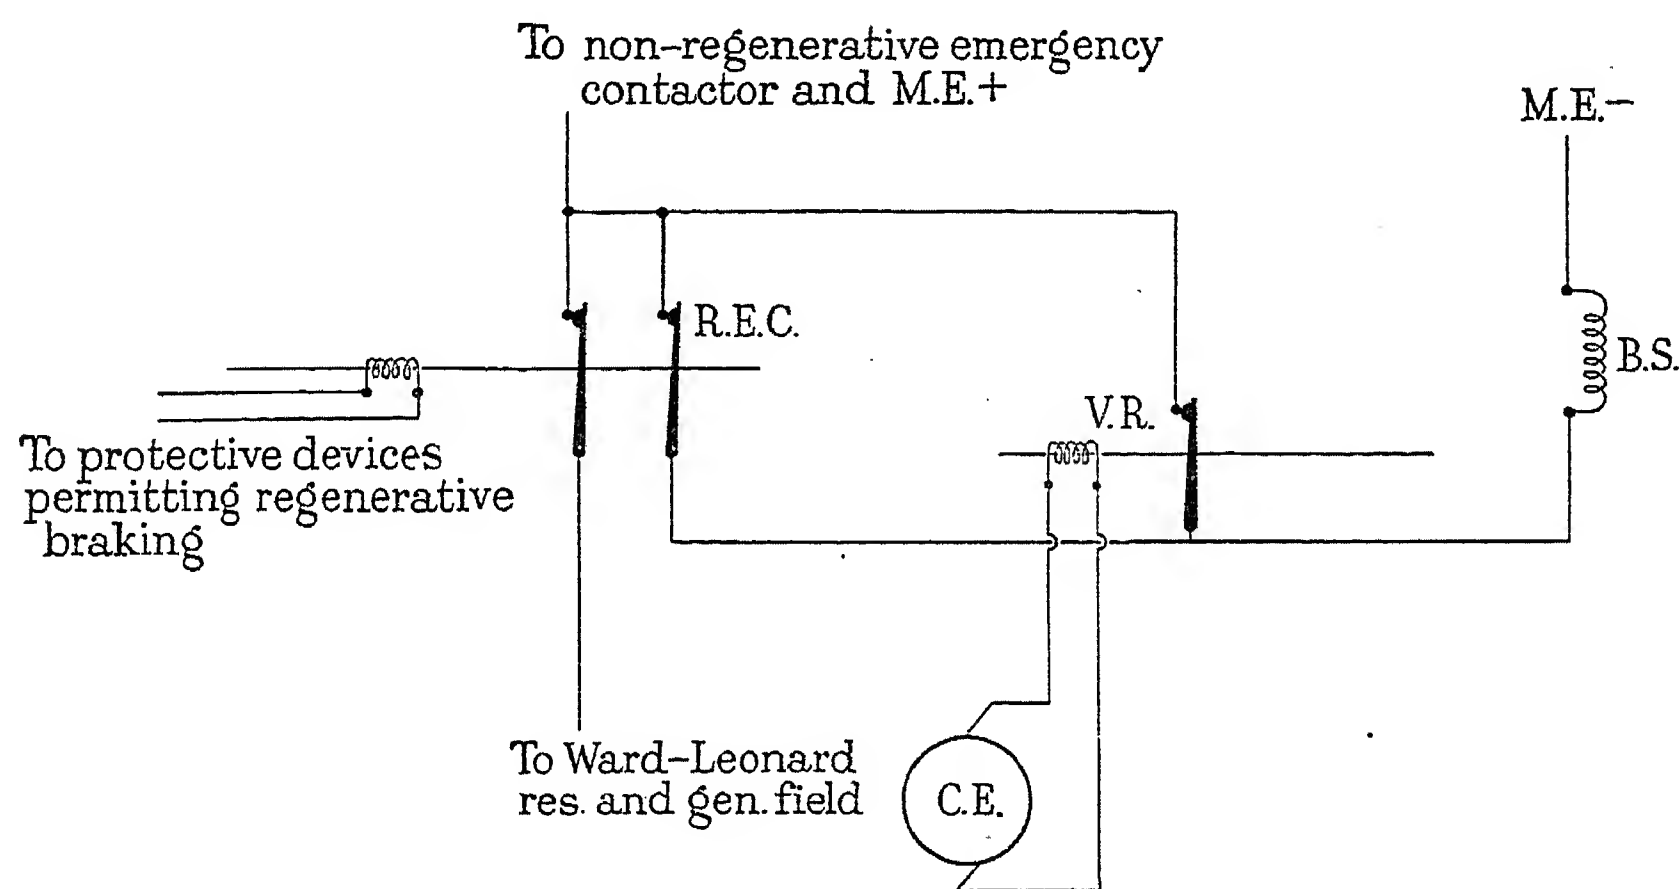 To non-regenerative emergency
contactor and M.E.+
M.E.-
R.E.C.
B.S.
V.R.
To protective devices
permitting regenerative
braking
To Ward-Leonard
res. and gen. field
C.E.